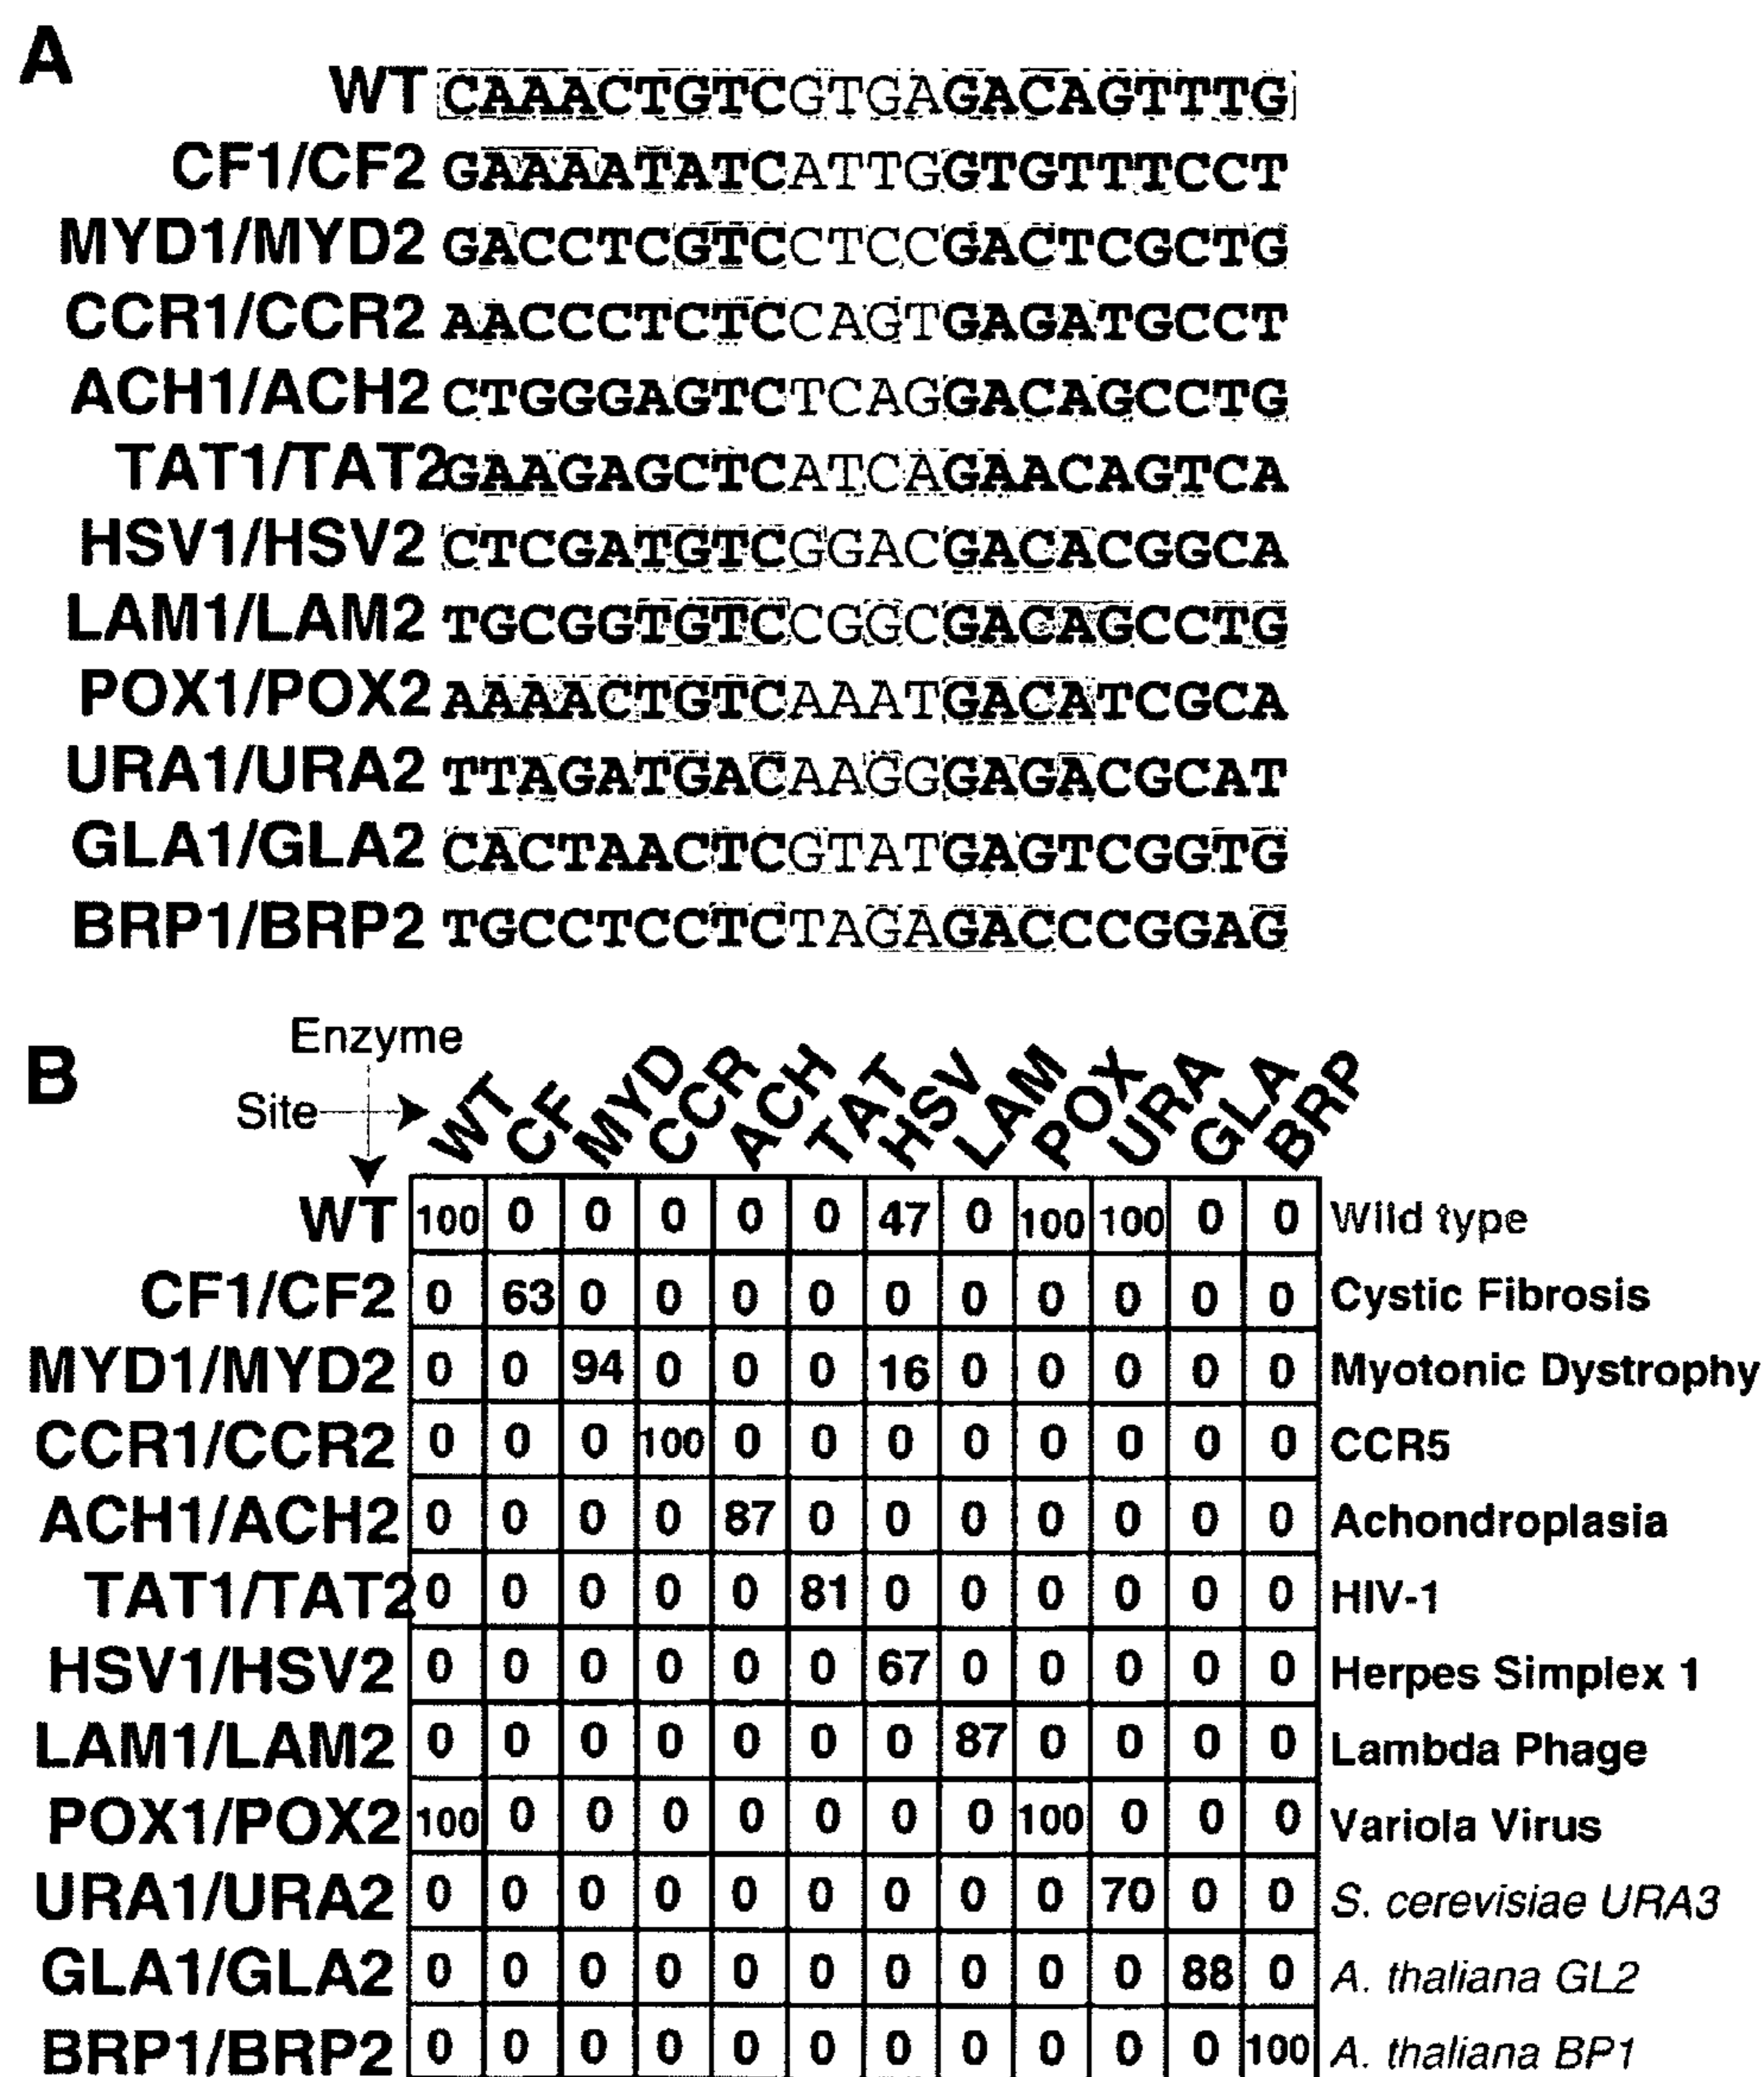 A
WT CAAACTGTCGTGAGACAGTTTG
CF1/CF2 GAAAATATCATTGGTGTTTCCT
MYD1/MYD2 GACCTCGTCCTCCGACTCGCTG
CCR1/CCR2 AACCCTCTCCAGTGAGATGCCT
ACH1/ACH2 CTGGGAGTCTCAGGACAGCCTG
TAT1/TAT2 GAAGAGCTCATCAGAACAGTCA
HSV1/HSV2 CTCGATGTCGGACGACACGGCA
LAM1/LAM2 TGCGGTGTCCGGCGACAGCCTG
POX1/POX2 AAAACTGTCAAATGACATCGCA
URA1/URA2 TTAGATGACAAGGGAGACGCAT
GLA1/GLA2 CACTAACTCGTATGAGTCGGTG
BRP1/BRP2 TGCCTCCTCTAGAGACCCCGGAG
B
Enzyme
Site
WT CF MYD CCR ACH TAT HSV LAM POX URA GLA BRP
WT 100 0 0 0 0 0 47 0 100 100 0 0 Wild type
CF1/CF2 0 63 0 0 0 0 0 0 0 0 0 0 Cystic Fibrosis
MYD1/MYD2 0 0 94 0 0 0 16 0 0 0 0 0 Myotonic Dystrophy
CCR1/CCR2 0 0 0 100 0 0 0 0 0 0 0 0 CCR5
ACH1/ACH2 0 0 0 0 87 0 0 0 0 0 0 0 Achondroplasia
TAT1/TAT2 0 0 0 0 0 81 0 0 0 0 0 0 HIV-1
HSV1/HSV2 0 0 0 0 0 0 67 0 0 0 0 0 Herpes Simplex 1
LAM1/LAM2 0 0 0 0 0 0 0 87 0 0 0 0 Lambda Phage
POX1/POX2 100 0 0 0 0 0 0 0 100 0 0 0 Variola Virus
URA1/URA2 0 0 0 0 0 0 0 0 0 70 0 0 S. cerevisiae URA3
GLA1/GLA2 0 0 0 0 0 0 0 0 0 0 88 0 A. thaliana GL2
BRP1/BRP2 0 0 0 0 0 0 0 0 0 0 0 100 A. thaliana BP1